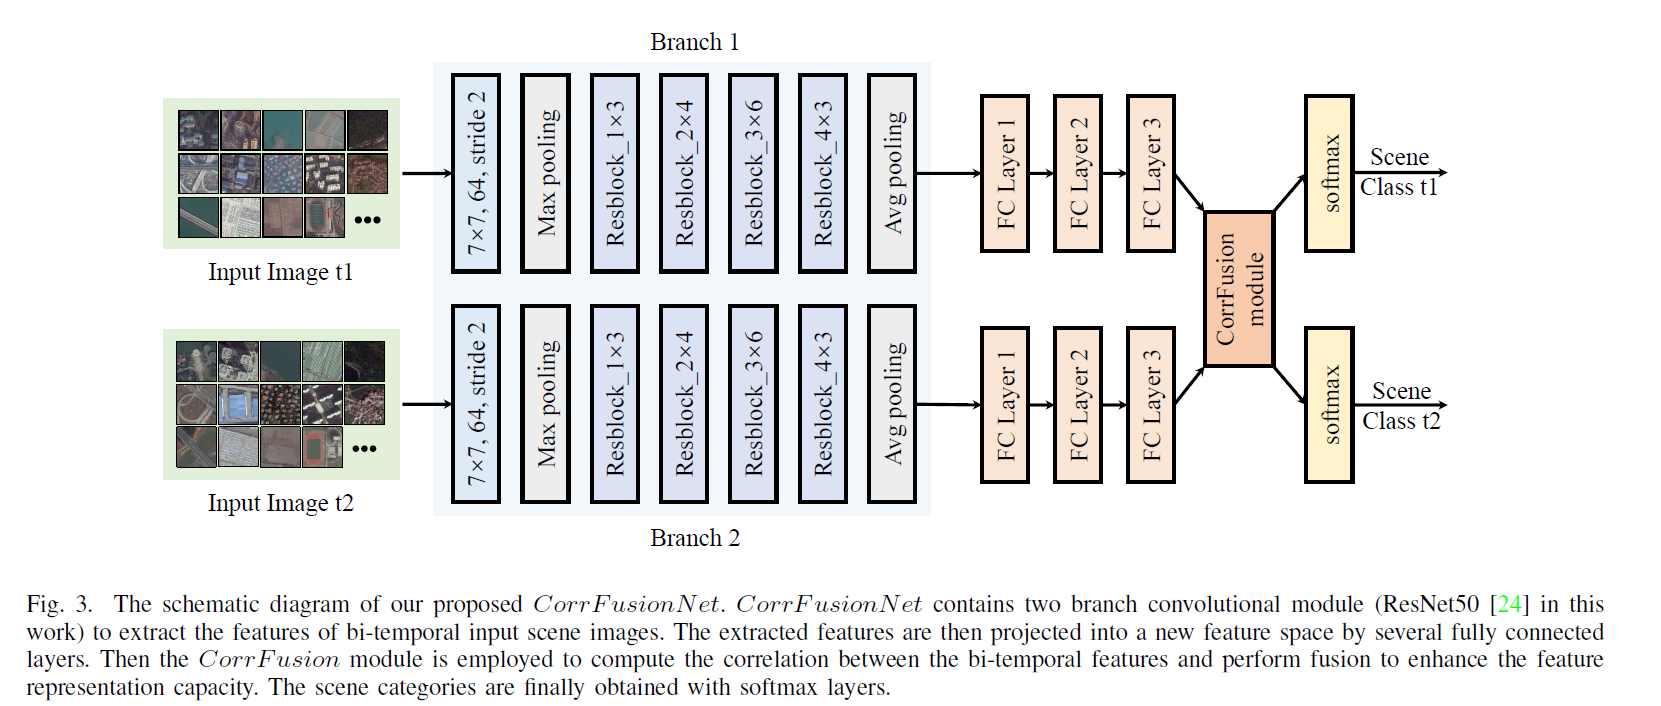 Branch 1
7×7, 64, stride 2
Max pooling
Resblock_1×3
Resblock_2×4
Resblock_3×6
Resblock_4×3
Avg pooling
FC Layer 1
FC Layer 2
FC Layer 3
softmax
Scene
Class t1
Input Image t1
CorrFusion
module
7×7, 64, stride 2
Max pooling
Resblock_1×3
Resblock_2×4
Resblock_3×6
Resblock_4×3
Avg pooling
FC Layer 1
FC Layer 2
FC Layer 3
softmax
Scene
Class t2
Input Image t2
Branch 2
Fig. 3. The schematic diagram of our proposed CorrFusionNet. CorrFusionNet contains two branch convolutional module (ResNet50 [24] in this
work) to extract the features of bi-temporal input scene images. The extracted features are then projected into a new feature space by several fully connected
layers. Then the CorrFusion module is employed to compute the correlation between the bi-temporal features and perform fusion to enhance the feature
representation capacity. The scene categories are finally obtained with softmax layers.